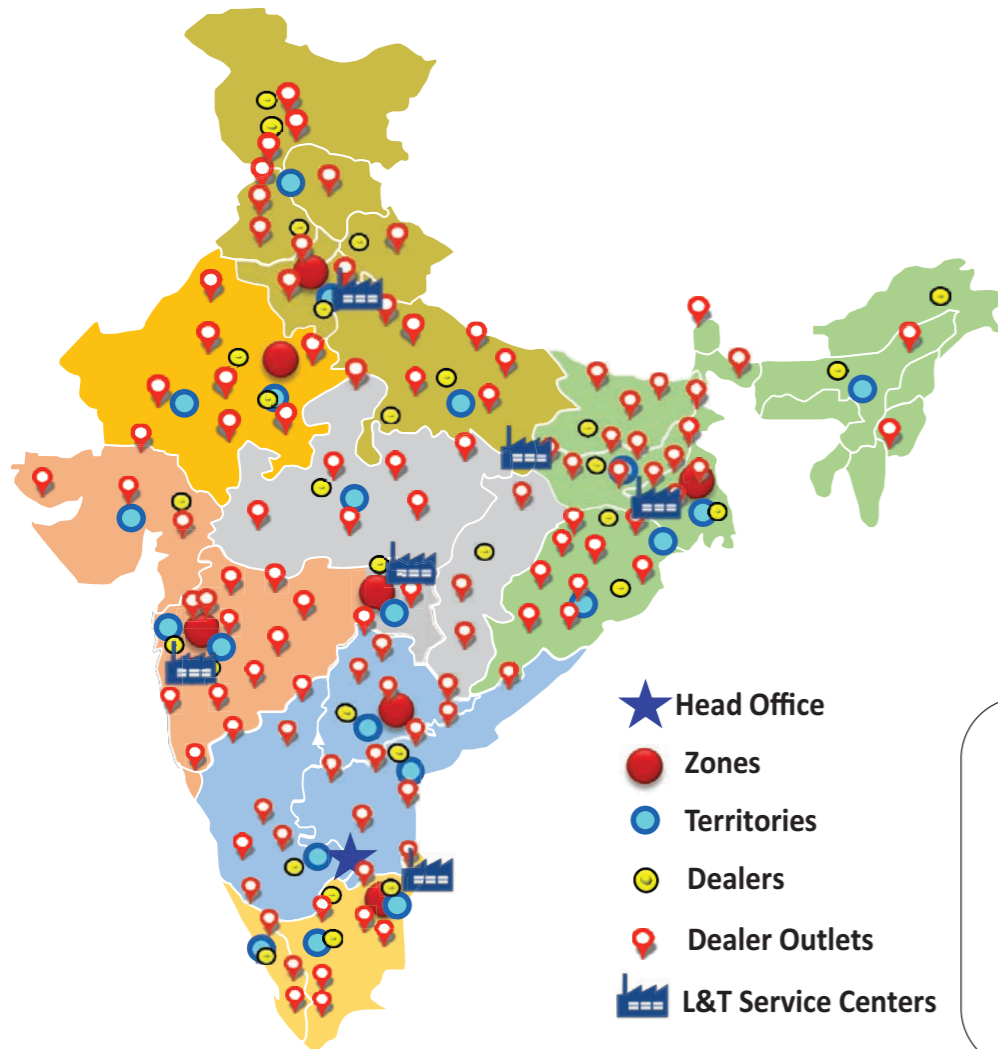 Head Office
Zones
Territories
Dealers
Dealer Outlets
L&T Service Centers